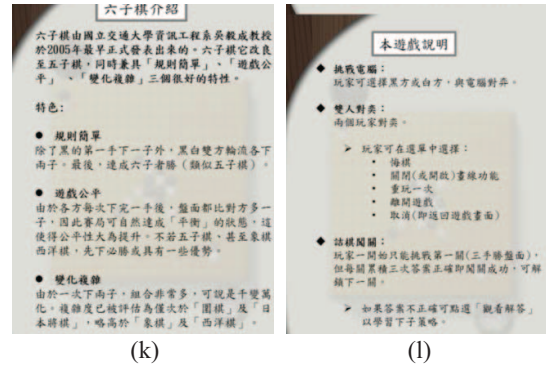 六子棋介紹
六子棋由國立交通大學資訊工程系吳毅成教授
於2005年最早正式發表出來的。六子棋它改良
至五子棋，同時兼具「規則簡單」、「遊戲公
平」、「變化複雜」三個很好的特性。
特色:
● 規則簡單
除了黑的第一手下一子外，黑白雙方輪流各下
兩子。最後，連成六子者勝（類似五子棋）。
● 遊戲公平
由於各方每次下完一手後，盤面都比對方多一
子，因此賽局可自然達成「平衡」的狀態，這
使得公平性大為提升。不若五子棋、甚至象棋
西洋棋，先下必勝或具有一些優勢。
● 變化複雜
由於一次下兩子，組合非常多，可說是千變萬
化。複雜度已被評估為僅次於「圍棋」及「日
本將棋」，略高於「象棋」及「西洋棋」。
(k)
本遊戲說明
◆ 挑戰電腦：
玩家可選擇黑方或白方，與電腦對弈。
◆ 雙人對奕：
兩個玩家對奕。
➢ 玩家可在選單中選擇：
• 悔棋
• 關閉(或開啟)畫線功能
• 重玩一次
• 離開遊戲
• 取消(即返回遊戲畫面)
◆ 詰棋闖關：
玩家一開始只能挑戰第一關(三手勝盤面)，
但每關累積三次答案正確即闖關成功，可解
鎖下一關。
➢ 如果答案不正確可點選「觀看解答」
以學習下子策略。
(l)